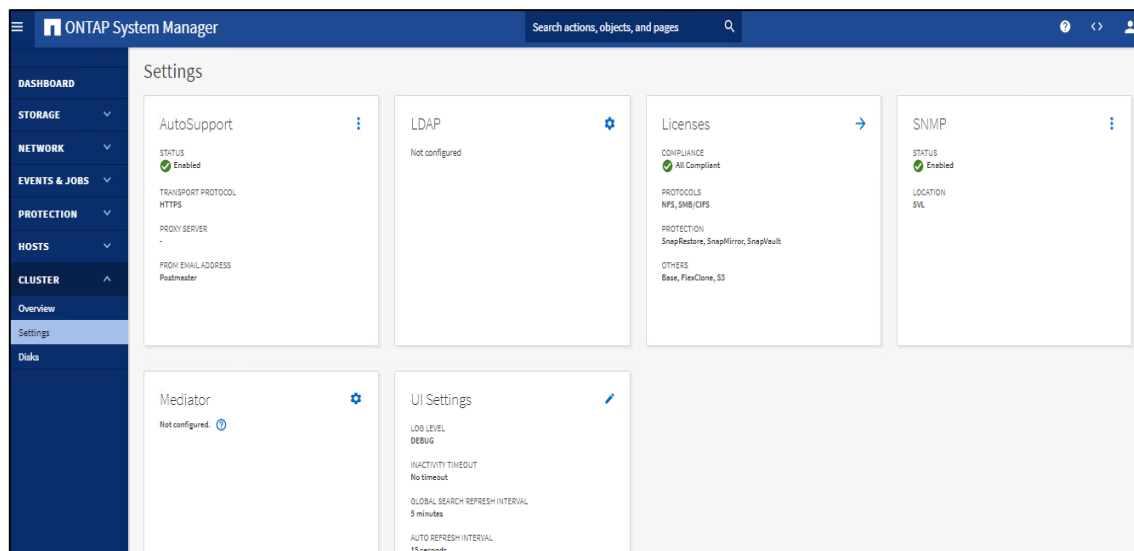 ONTAP System Manager
Search actions, objects, and pages
DASHBOARD
STORAGE
NETWORK
EVENTS & JOBS
PROTECTION
HOSTS
CLUSTER
Overview
Settings
Disks
Settings
AutoSupport
STATUS
Enabled
TRANSPORT PROTOCOL
HTTPS
PROXY SERVER
-
FROM EMAIL ADDRESS
Postmaster
LDAP
Not configured
Licenses
COMPLIANCE
All Compliant
PROTOCOLS
NFS, SMB/CIFS
PROTECTION
SnapRestore, SnapMirror, SnapVault
OTHERS
Base, FlexClone, S3
SNMP
STATUS
Enabled
LOCATION
SVL
Mediator
Not configured.
UI Settings
LOG LEVEL
DEBUG
INACTIVITY TIMEOUT
No timeout
GLOBAL SEARCH REFRESH INTERVAL
5 minutes
AUTO REFRESH INTERVAL
15 seconds